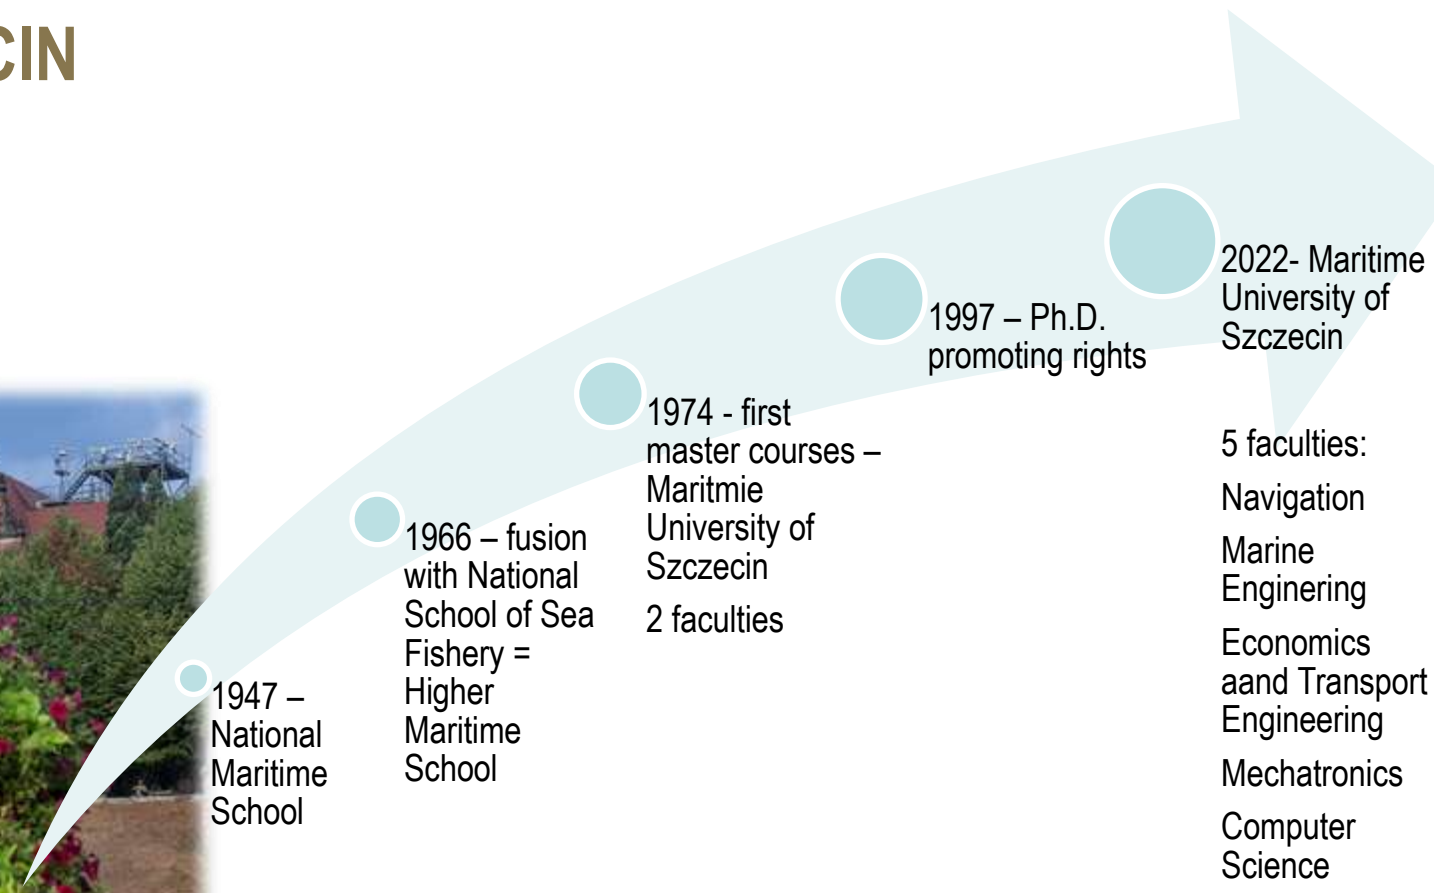 CIN
1947 –
National
Maritime
School
1966 – fusion
with National
School of Sea
Fishery =
Higher
Maritime
School
1974 - first
master courses –
Maritmie
University of
Szczecin
2 faculties
1997 – Ph.D.
promoting rights
2022- Maritime
University of
Szczecin
5 faculties:
Navigation
Marine
Enginering
Economics
aand Transport
Engineering
Mechatronics
Computer
Science